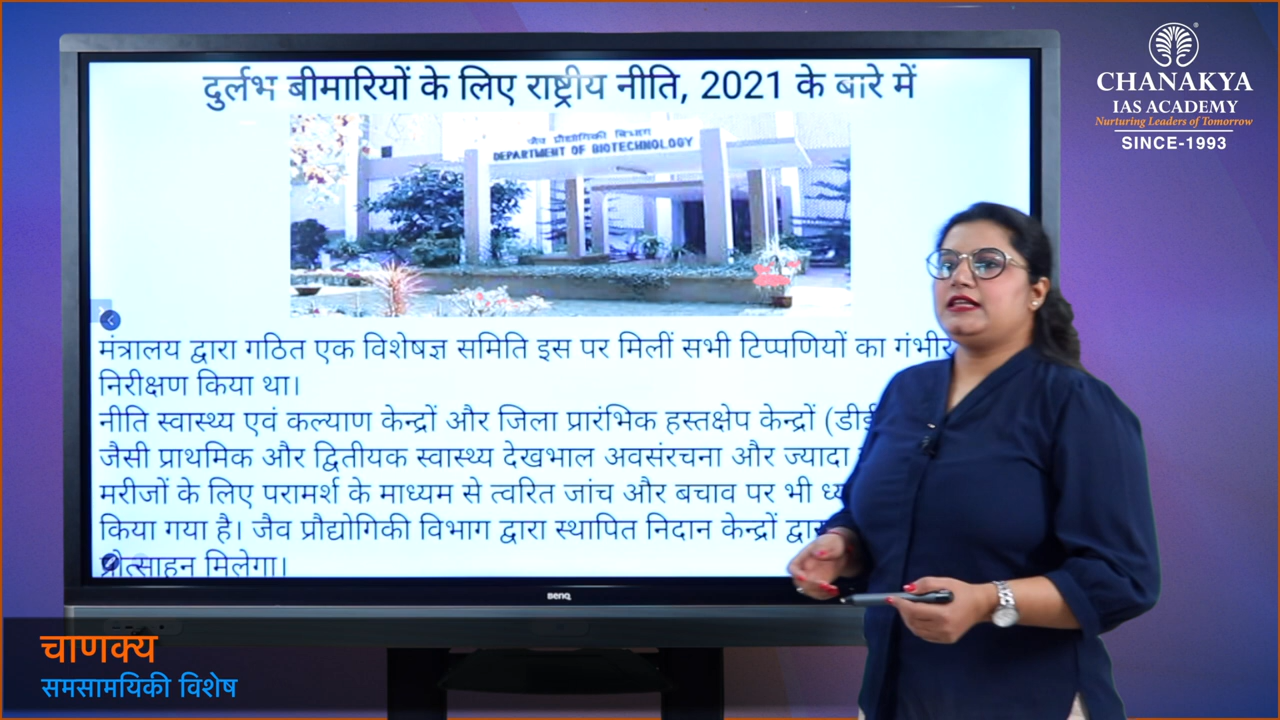 दुर्लभ बीमारियों के लिए राष्ट्रीय नीति, 2021 के बारे में
जैव प्रौद्योगिकी विभाग
DEPARTMENT OF BIOTECHNOLOGY
मंत्रालय द्वारा गठित एक विशेषज्ञ समिति इस पर मिलीं सभी टिप्पणियों का गंभीर
निरीक्षण किया था।
नीति स्वास्थ्य एवं कल्याण केन्द्रों और जिला प्रारंभिक हस्तक्षेप केन्द्रों
जैसी प्राथमिक और द्वितीयक स्वास्थ्य देखभाल अवसंरचना और ज्यादा
मरीजों के लिए परामर्श के माध्यम से त्वरित जांच और बचाव पर भी
किया गया है। जैव प्रौद्योगिकी विभाग द्वारा स्थापित निदान केन्द्रों
प्रोत्साहन मिलेगा।
BENQ
CHANAKYA
IAS ACADEMY
Nurturing Leaders of Tomorrow
SINCE-1993
चाणक्य
समसामयिकी विशेष